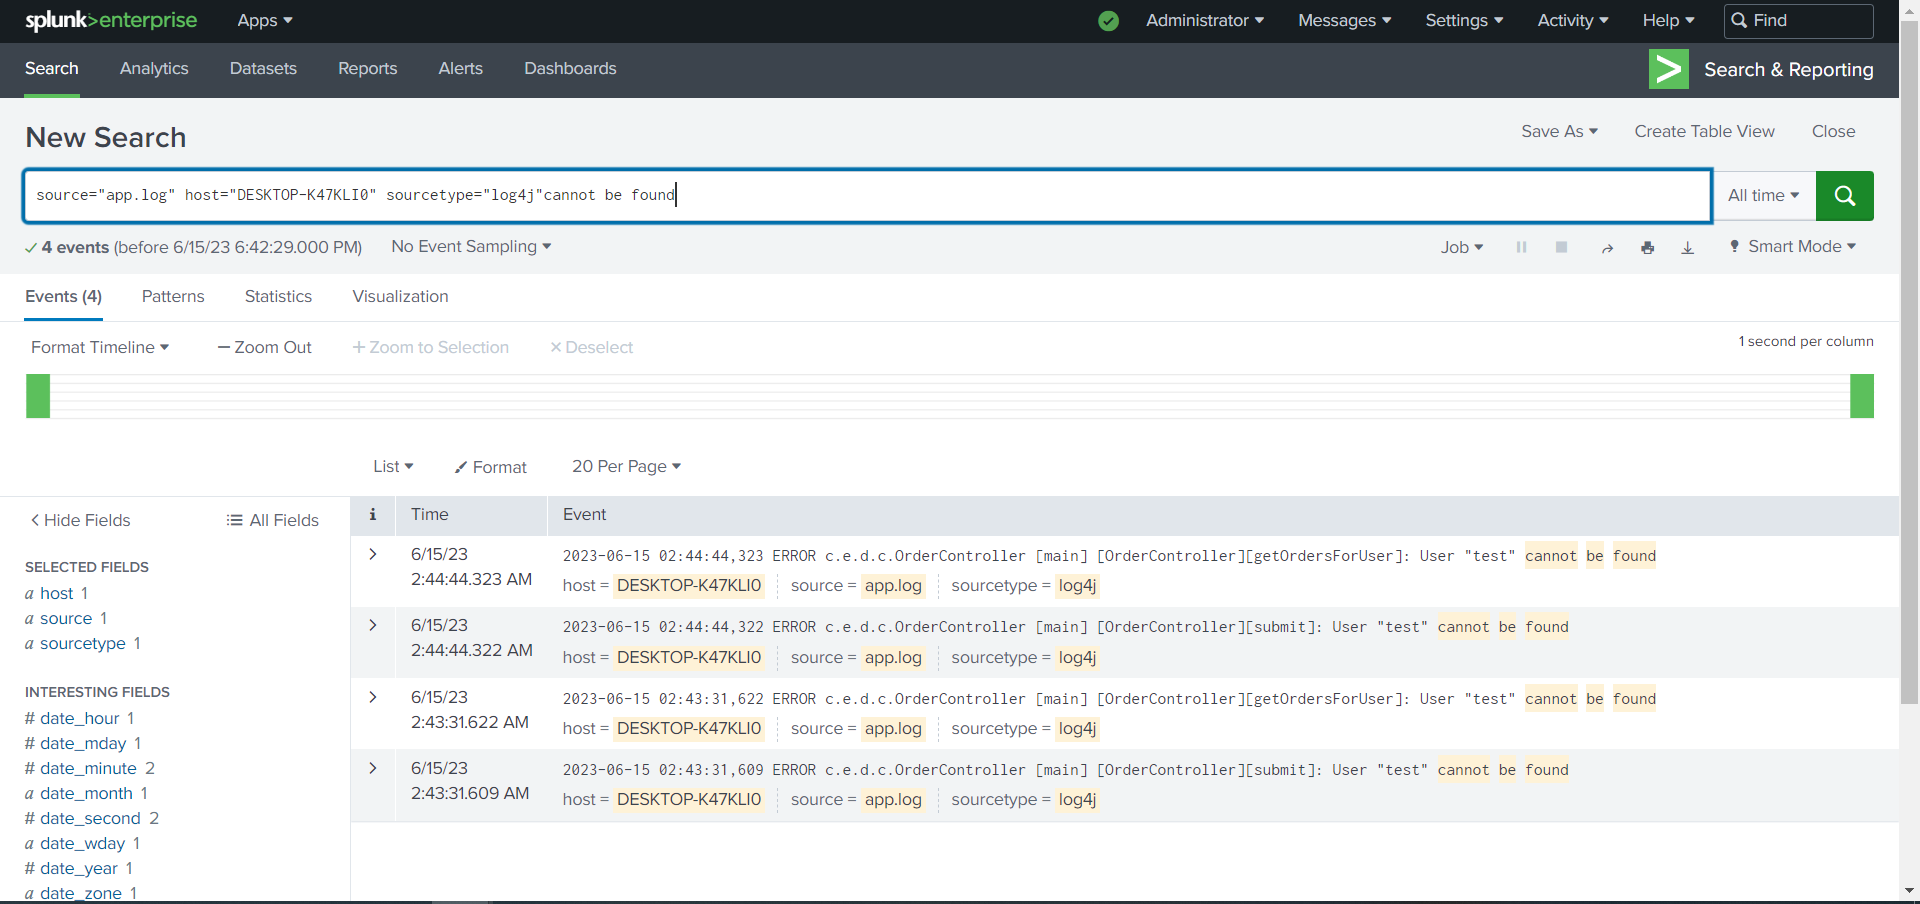 splunk>enterprise Apps Administrator Messages Settings Activity Help Find
Search Analytics Datasets Reports Alerts Dashboards Search & Reporting
New Search
Save As Create Table View Close
source="app.log" host="DESKTOP-K47KLI0" sourcetype="log4j"cannot be found
All time
4 events (before 6/15/23 6:42:29.000 PM) No Event Sampling Job Smart Mode
Events (4) Patterns Statistics Visualization
Format Timeline — Zoom Out + Zoom to Selection × Deselect
1 second per column
List Format 20 Per Page
< Hide Fields All Fields
SELECTED FIELDS
a host 1
a source 1
a sourcetype 1
INTERESTING FIELDS
# date_hour 1
# date_mday 1
# date_minute 2
a date_month 1
# date_second 2
a date_wday 1
# date_year 1
a date_zone 1
i Time Event
> 6/15/23
2:44:44.323 AM
2023-06-15 02:44:44,323 ERROR c.e.d.c.OrderController [main] [OrderController][getOrdersForUser]: User "test" cannot be found
host = DESKTOP-K47KLI0 source = app.log sourcetype = log4j
> 6/15/23
2:44:44.322 AM
2023-06-15 02:44:44,322 ERROR c.e.d.c.OrderController [main] [OrderController][submit]: User "test" cannot be found
host = DESKTOP-K47KLI0 source = app.log sourcetype = log4j
> 6/15/23
2:43:31.622 AM
2023-06-15 02:43:31,622 ERROR c.e.d.c.OrderController [main] [OrderController][getOrdersForUser]: User "test" cannot be found
host = DESKTOP-K47KLI0 source = app.log sourcetype = log4j
> 6/15/23
2:43:31.609 AM
2023-06-15 02:43:31,609 ERROR c.e.d.c.OrderController [main] [OrderController][submit]: User "test" cannot be found
host = DESKTOP-K47KLI0 source = app.log sourcetype = log4j